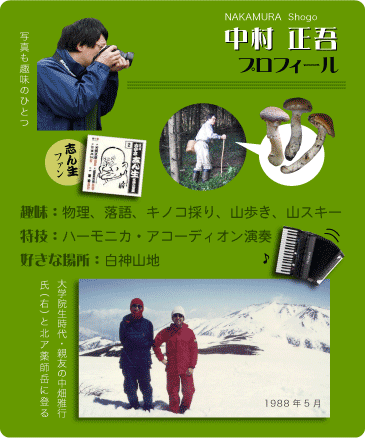 NAKAMURA Shogo
中村 正吾
プロフィール
写真も趣味のひとつ
志ん生
ファン
趣味：物理、落語、キノコ採り、山歩き、山スキー
特技：ハーモニカ・アコーディオン演奏
好きな場所：白神山地
大学院生時代・親友の中畑雅行
氏（右）と北ア薬師岳に登る
1988年5月